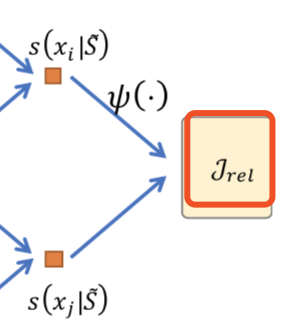 s(x_i|S̃)
ψ(·)
𝒥_rel
s(x_j|S̃)